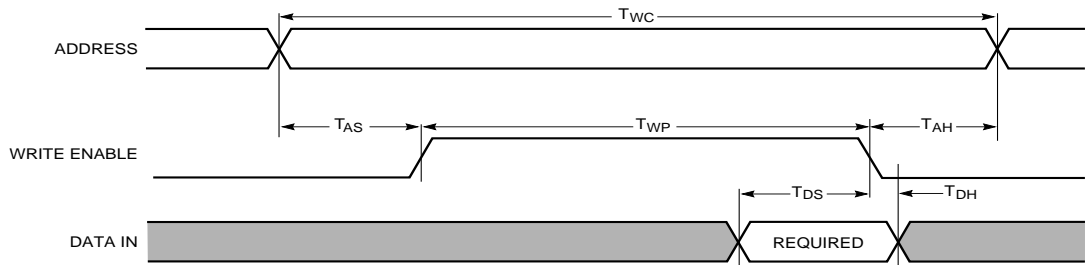 TWC
ADDRESS
TAS
TWP
TAH
WRITE ENABLE
TDS
TDH
DATA IN
REQUIRED